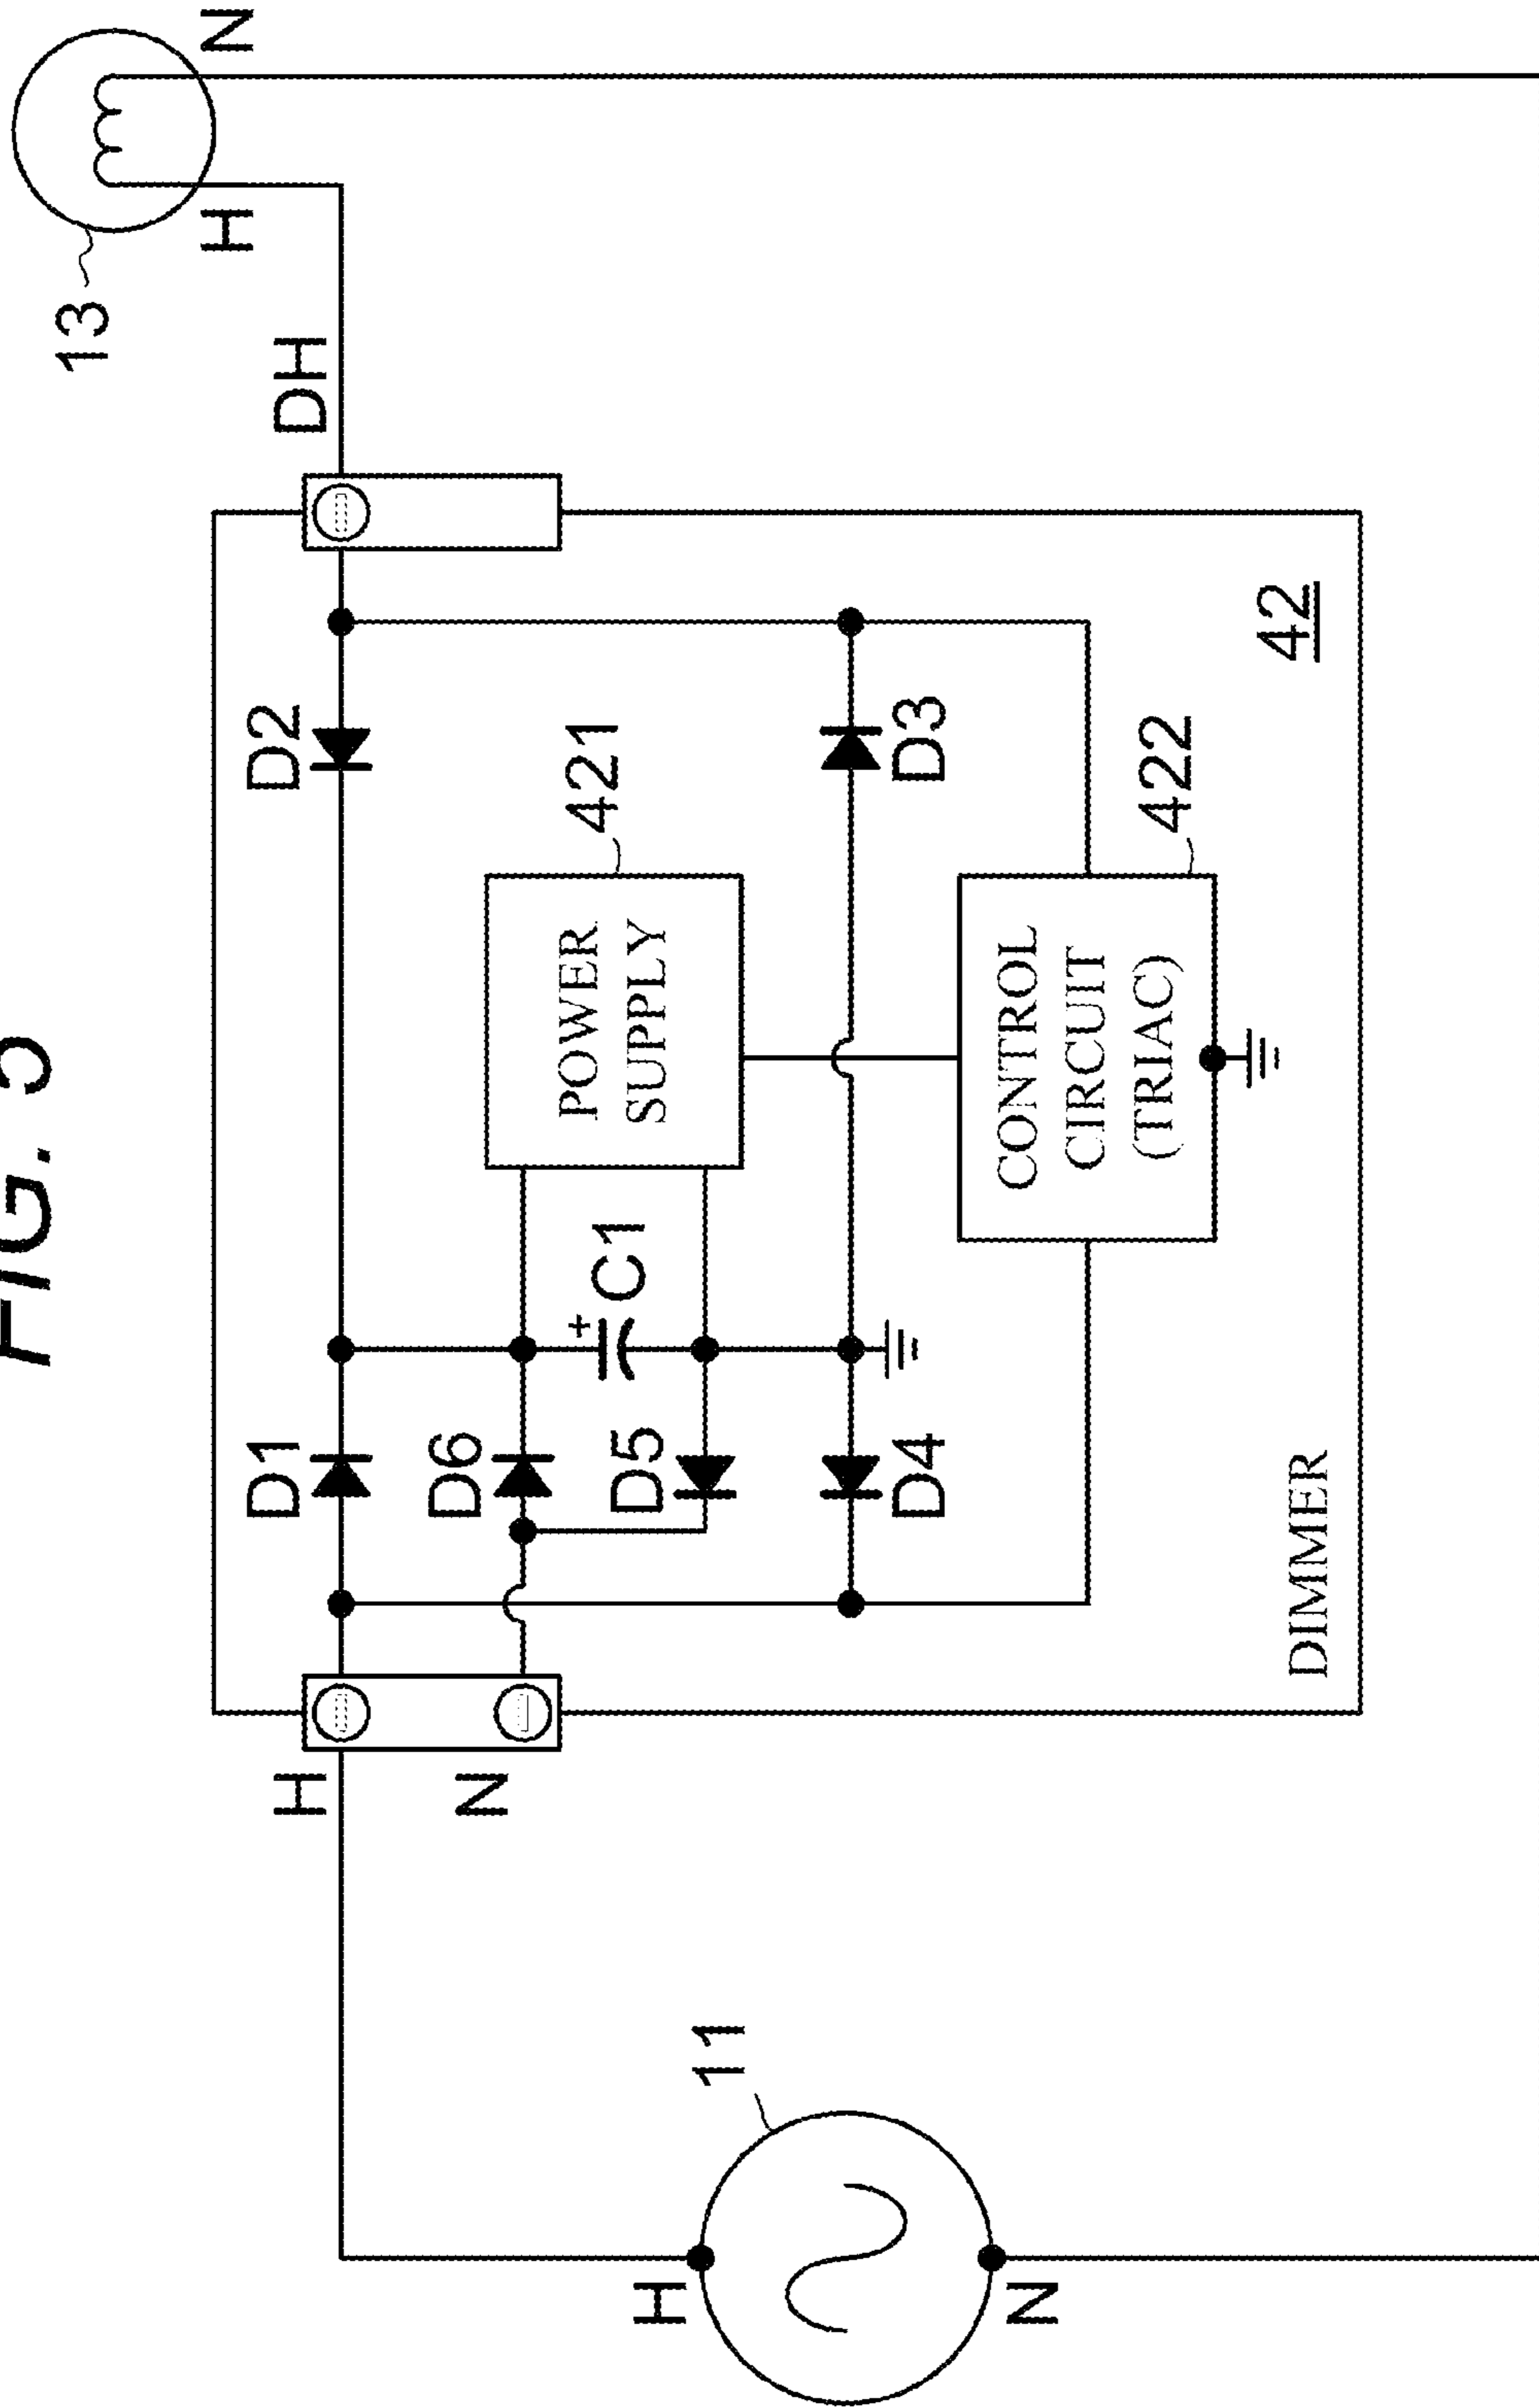 FIG. 5
13
H
N
DH
D1
D2
H
D6
421
POWER
SUPPLY
+
C1
N
D5
D4
D3
11
CONTROL
CIRCUIT
(TRIAC)
422
H
N
DIMMER
42